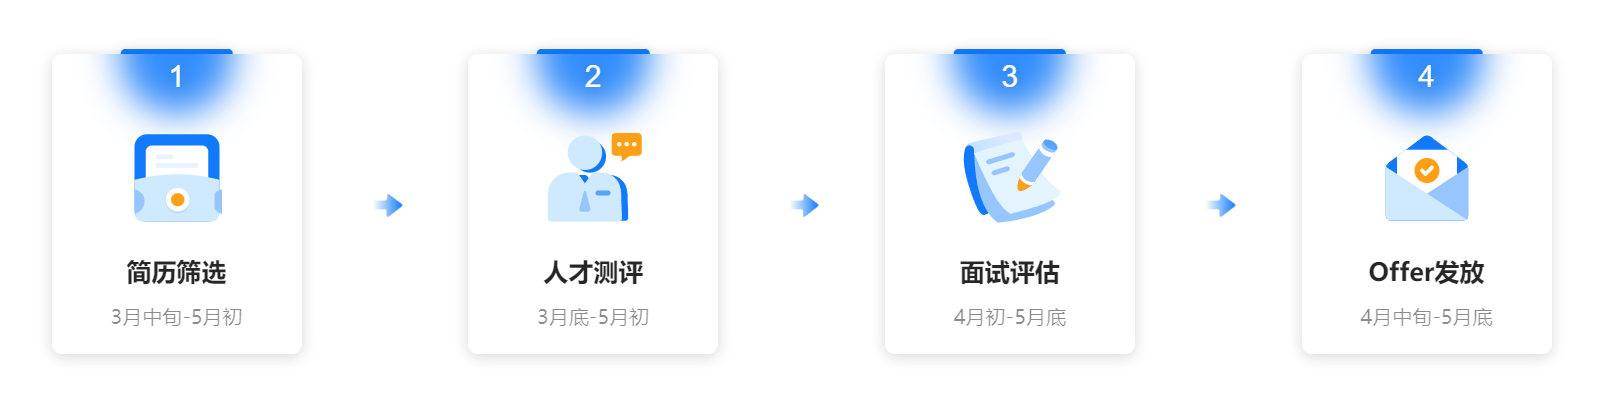 1
简历筛选
3月中旬-5月初
2
人才测评
3月底-5月初
3
面试评估
4月初-5月底
4
Offer发放
4月中旬-5月底